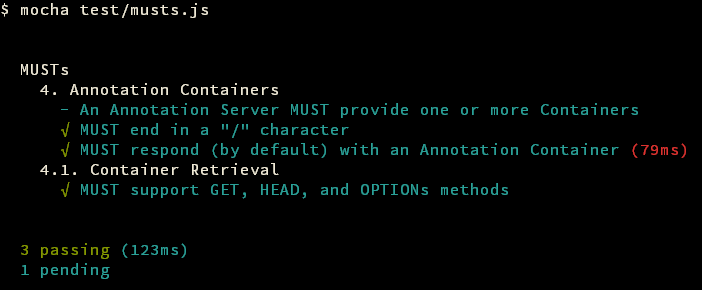 $ mocha test/musts.js
MUSTs
4. Annotation Containers
- An Annotation Server MUST provide one or more Containers
√ MUST end in a "/" character
√ MUST respond (by default) with an Annotation Container (79ms)
4.1. Container Retrieval
√ MUST support GET, HEAD, and OPTIONs methods
3 passing (123ms)
1 pending